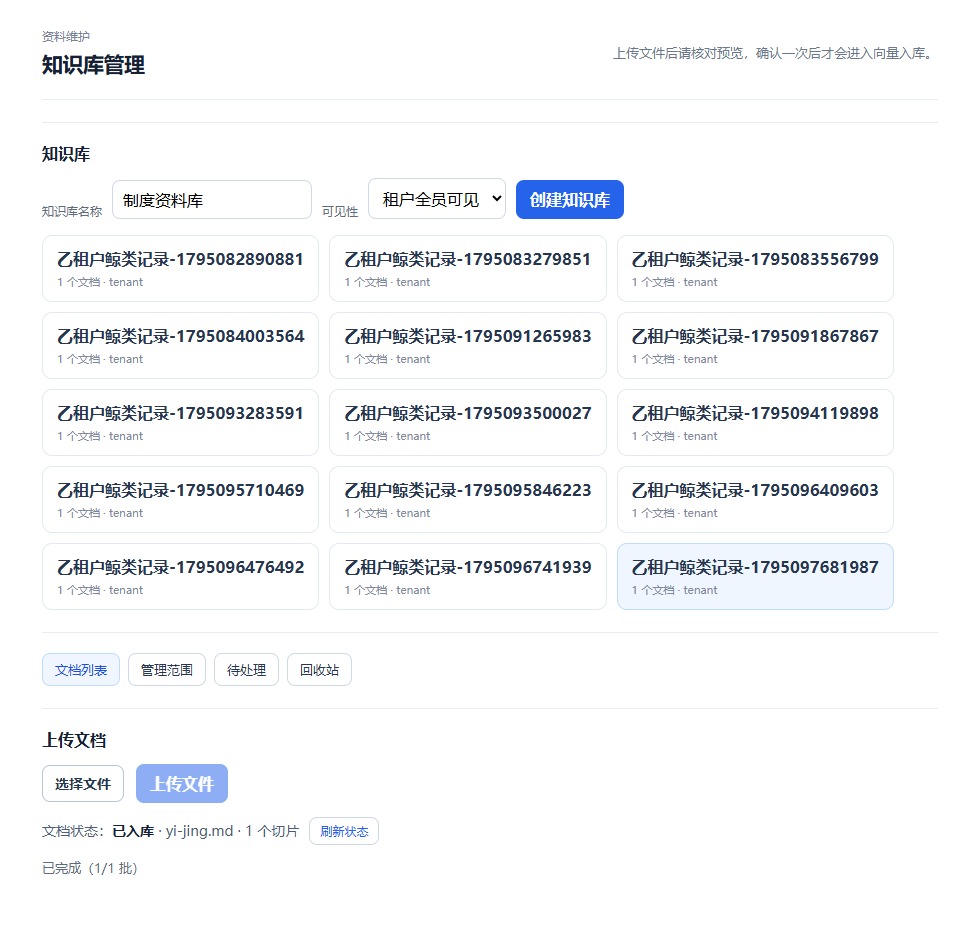 资料维护
知识库管理
上传文件后请核对预览，确认一次后才会进入向量入库。
知识库
知识库名称 制度资料库 可见性 租户全员可见 创建知识库
乙租户鲸类记录-1795082890881
1 个文档 · tenant
乙租户鲸类记录-1795083279851
1 个文档 · tenant
乙租户鲸类记录-1795083556799
1 个文档 · tenant
乙租户鲸类记录-1795084003564
1 个文档 · tenant
乙租户鲸类记录-1795091265983
1 个文档 · tenant
乙租户鲸类记录-1795091867867
1 个文档 · tenant
乙租户鲸类记录-1795093283591
1 个文档 · tenant
乙租户鲸类记录-1795093500027
1 个文档 · tenant
乙租户鲸类记录-1795094119898
1 个文档 · tenant
乙租户鲸类记录-1795095710469
1 个文档 · tenant
乙租户鲸类记录-1795095846223
1 个文档 · tenant
乙租户鲸类记录-1795096409603
1 个文档 · tenant
乙租户鲸类记录-1795096476492
1 个文档 · tenant
乙租户鲸类记录-1795096741939
1 个文档 · tenant
乙租户鲸类记录-1795097681987
1 个文档 · tenant
文档列表 管理范围 待处理 回收站
上传文档
选择文件 上传文件
文档状态：已入库 · yi-jing.md · 1 个切片 刷新状态
已完成（1/1 批）